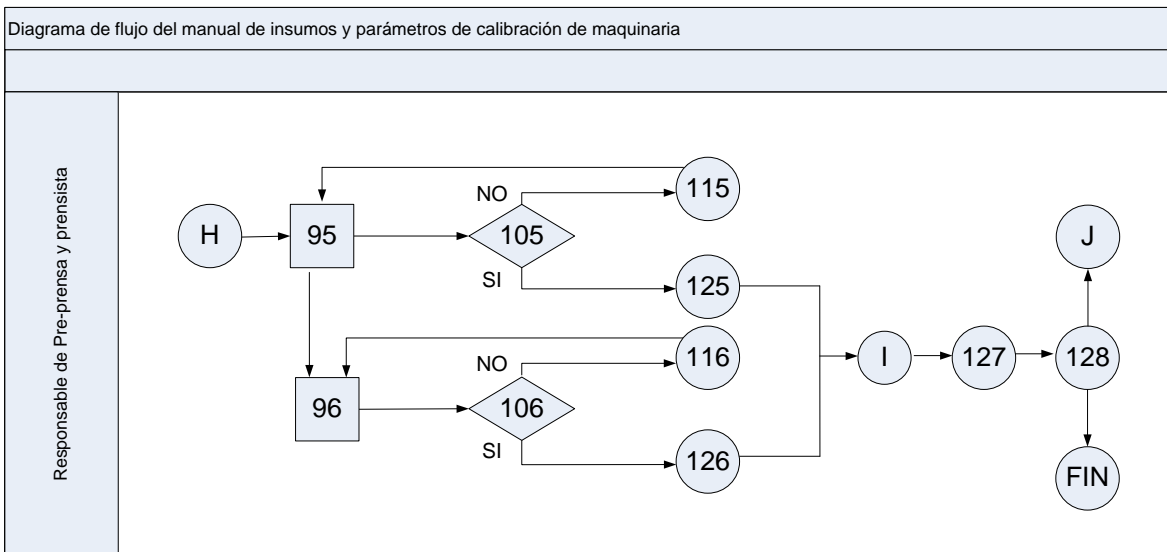 Diagrama de flujo del manual de insumos y parámetros de calibración de maquinaria
Responsable de Pre-prensa y prensista
H
95
105
NO
SI
115
125
96
106
NO
SI
116
126
I
127
128
J
FIN